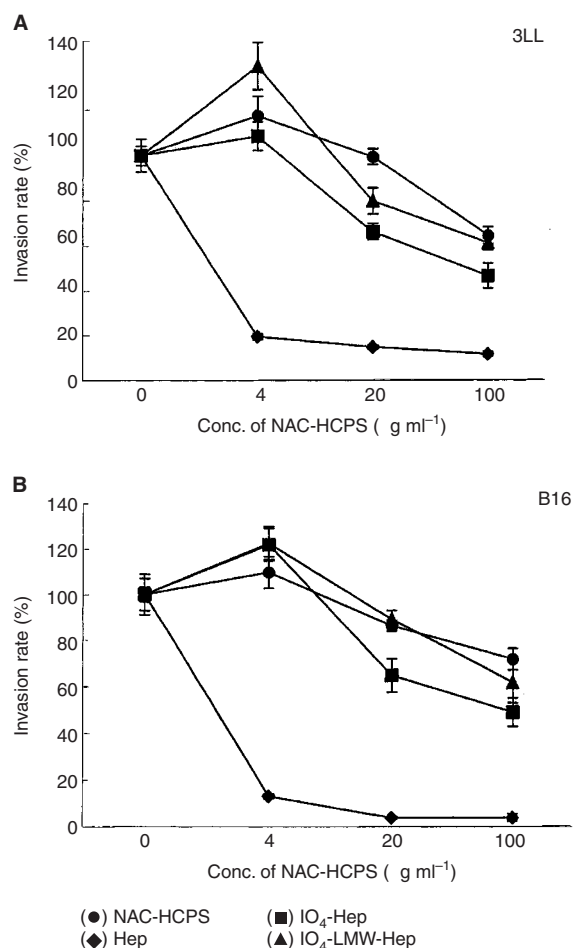 A
3LL
140
120
100
80
60
40
20
0
Invasion rate (%)
0 4 20 100
Conc. of NAC-HCPS ( g ml⁻¹)
B
B16
140
120
100
80
60
40
20
0
Invasion rate (%)
0 4 20 100
Conc. of NAC-HCPS ( g ml⁻¹)
(●) NAC-HCPS (■) IO₄-Hep
(◆) Hep (▲) IO₄-LMW-Hep